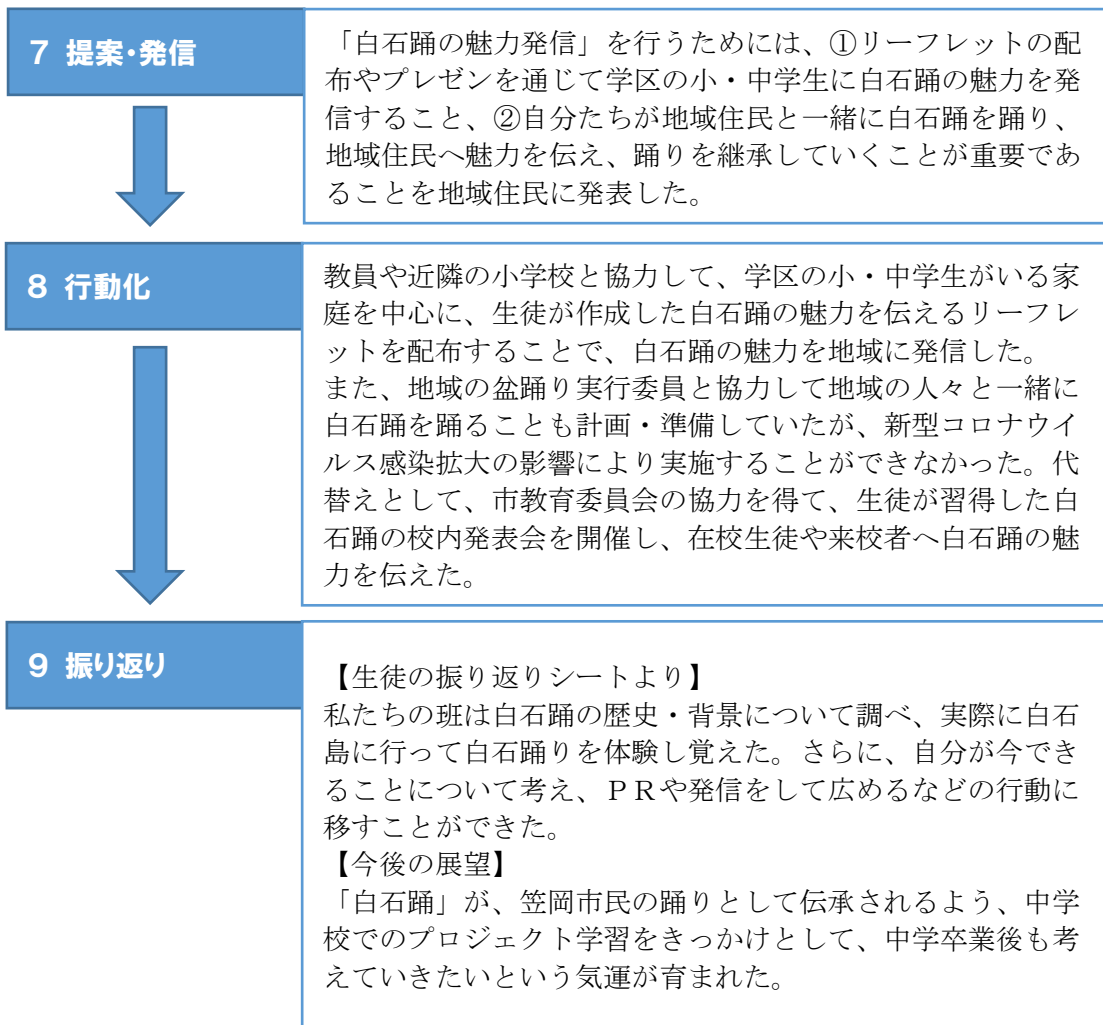 7 提案・発信
「白石踊の魅力発信」を行うためには、①リーフレットの配
布やプレゼンを通じて学区の小・中学生に白石踊の魅力を発
信すること、②自分たちが地域住民と一緒に白石踊を踊り、
地域住民へ魅力を伝え、踊りを継承していくことが重要であ
ることを地域住民に発表した。
8 行動化
教員や近隣の小学校と協力して、学区の小・中学生がいる家
庭を中心に、生徒が作成した白石踊の魅力を伝えるリーフレ
ットを配布することで、白石踊の魅力を地域に発信した。
また、地域の盆踊り実行委員と協力して地域の人々と一緒に
白石踊を踊ることも計画・準備していたが、新型コロナウイ
ルス感染拡大の影響により実施することができなかった。代
替えとして、市教育委員会の協力を得て、生徒が習得した白
石踊の校内発表会を開催し、在校生徒や来校者へ白石踊の魅
力を伝えた。
9 振り返り
【生徒の振り返りシートより】
私たちの班は白石踊の歴史・背景について調べ、実際に白石
島に行って白石踊りを体験し覚えた。さらに、自分が今でき
ることについて考え、ＰＲや発信をして広めるなどの行動に
移すことができた。
【今後の展望】
「白石踊」が、笠岡市民の踊りとして伝承されるよう、中学
校でのプロジェクト学習をきっかけとして、中学卒業後も考
えていきたいという気運が育まれた。